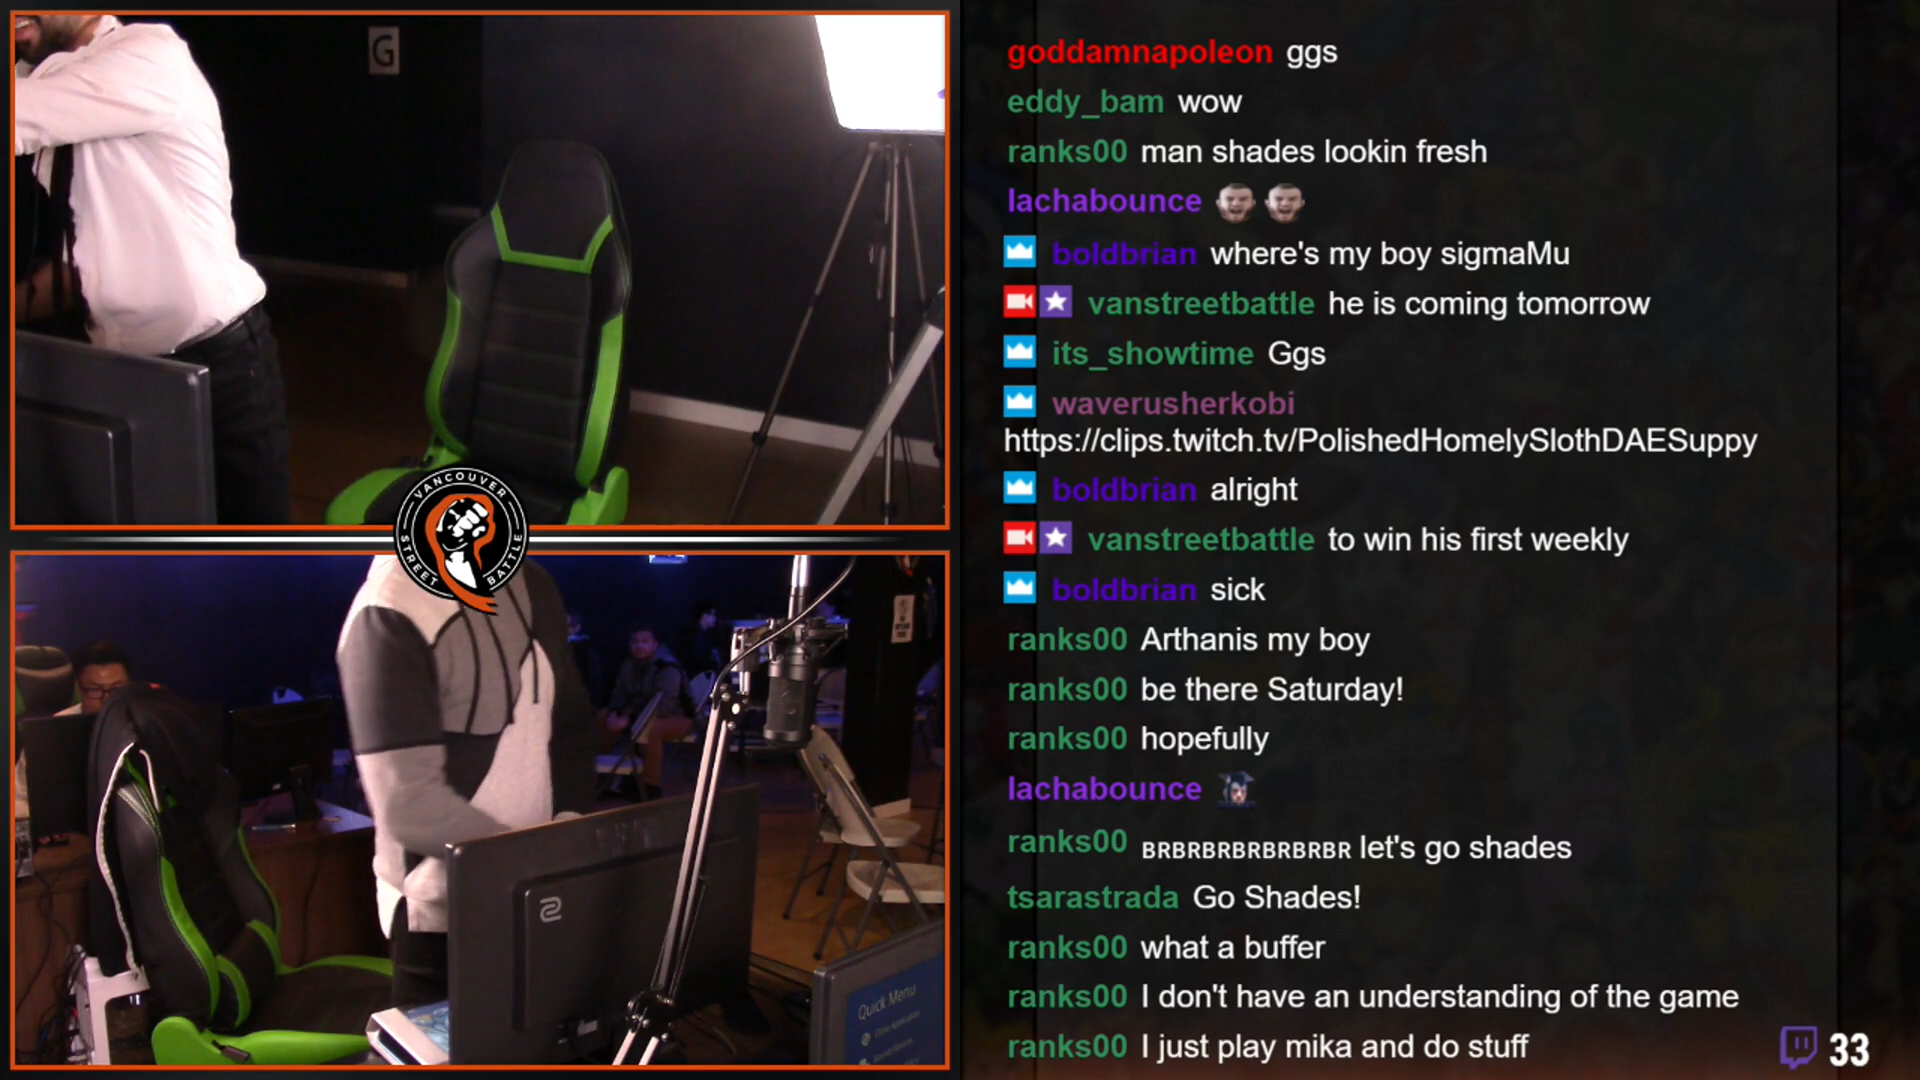 G
VANCOUVER
STREET BATTLE
Quick Menu
goddamnapoleon ggs
eddy_bam wow
ranks00 man shades lookin fresh
lachabounce
boldbrian where's my boy sigmaMu
vanstreetbattle he is coming tomorrow
its_showtime Ggs
waverusherkobi
https://clips.twitch.tv/PolishedHomelySlothDAESuppy
boldbrian alright
vanstreetbattle to win his first weekly
boldbrian sick
ranks00 Arthanis my boy
ranks00 be there Saturday!
ranks00 hopefully
lachabounce
ranks00 ʙʀʙʀʙʀʙʀʙʀʙʀʙʀ let's go shades
tsarastrada Go Shades!
ranks00 what a buffer
ranks00 I don't have an understanding of the game
ranks00 I just play mika and do stuff
33